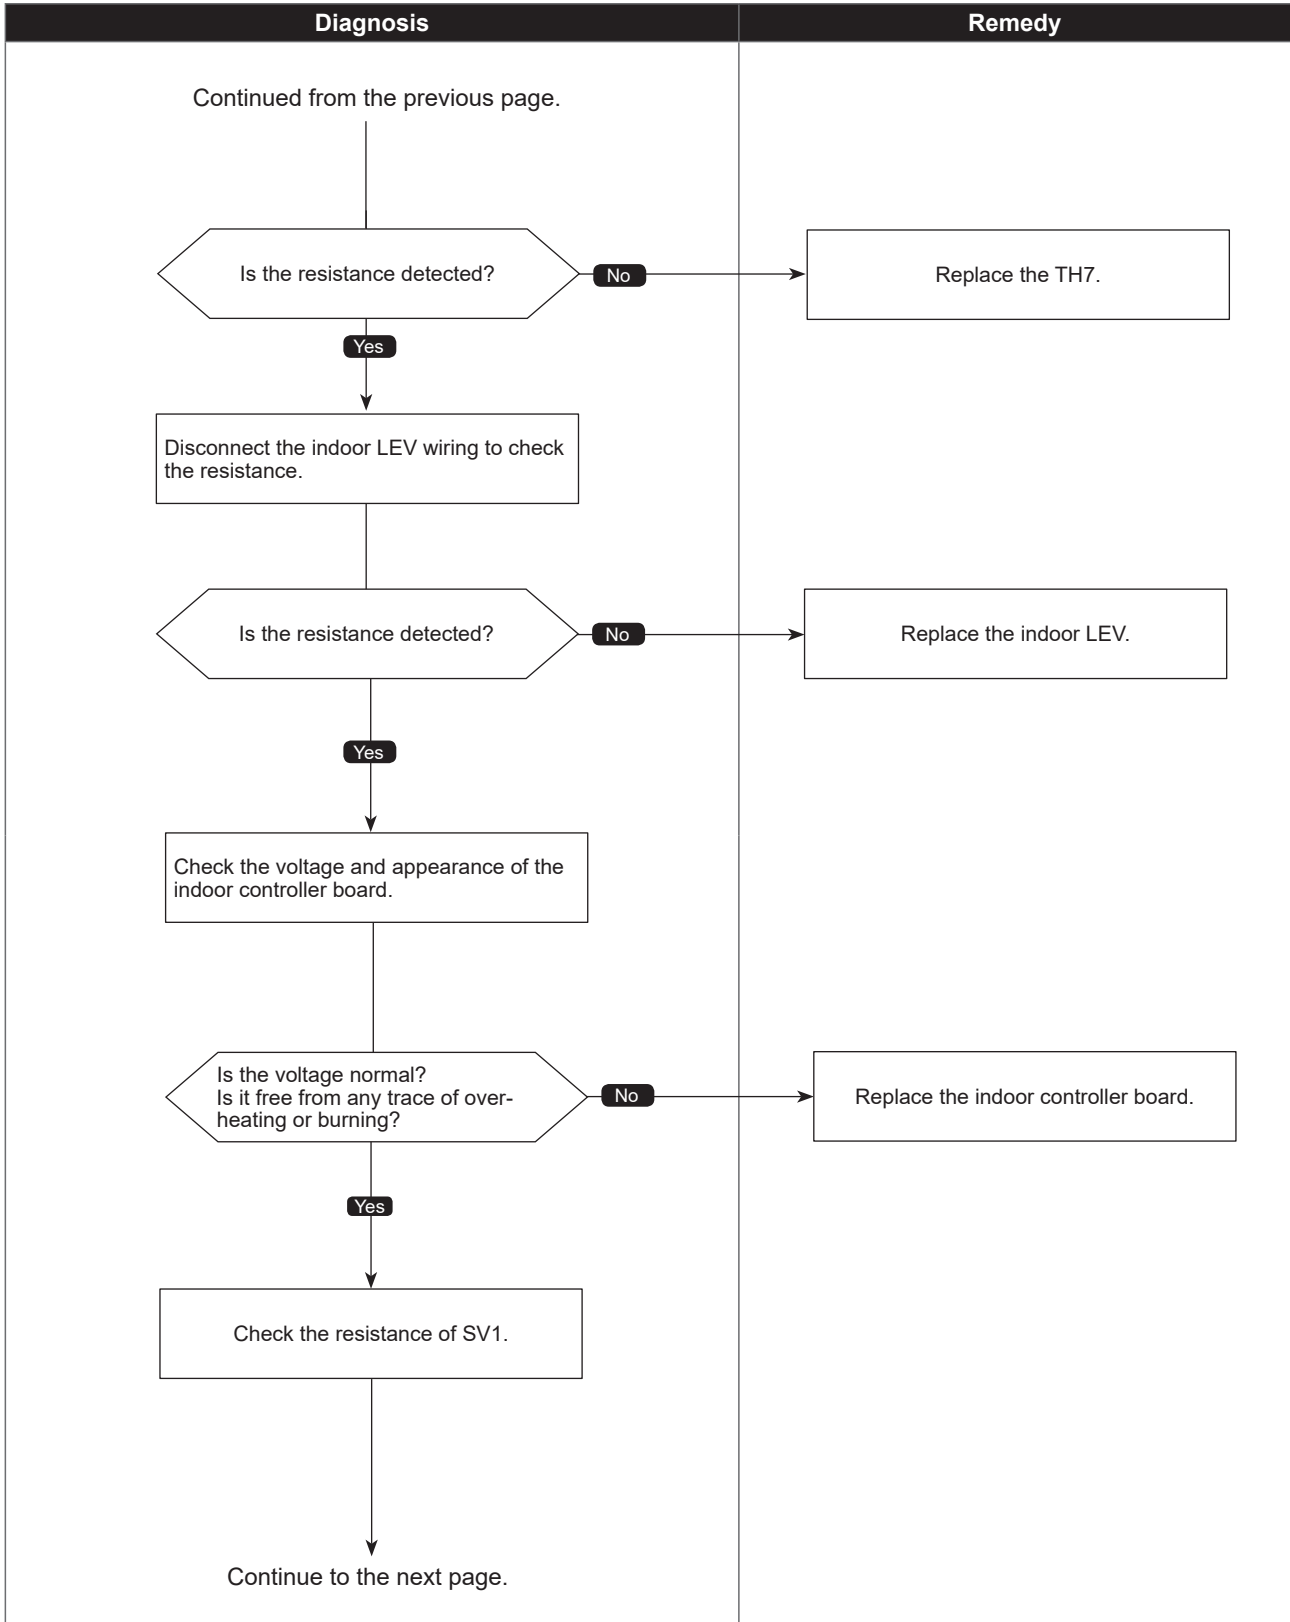 Diagnosis
Remedy
Continued from the previous page.
Is the resistance detected?
No
Replace the TH7.
Yes
Disconnect the indoor LEV wiring to check
the resistance.
Is the resistance detected?
No
Replace the indoor LEV.
Yes
Check the voltage and appearance of the
indoor controller board.
Is the voltage normal?
Is it free from any trace of over-
heating or burning?
No
Replace the indoor controller board.
Yes
Check the resistance of SV1.
Continue to the next page.